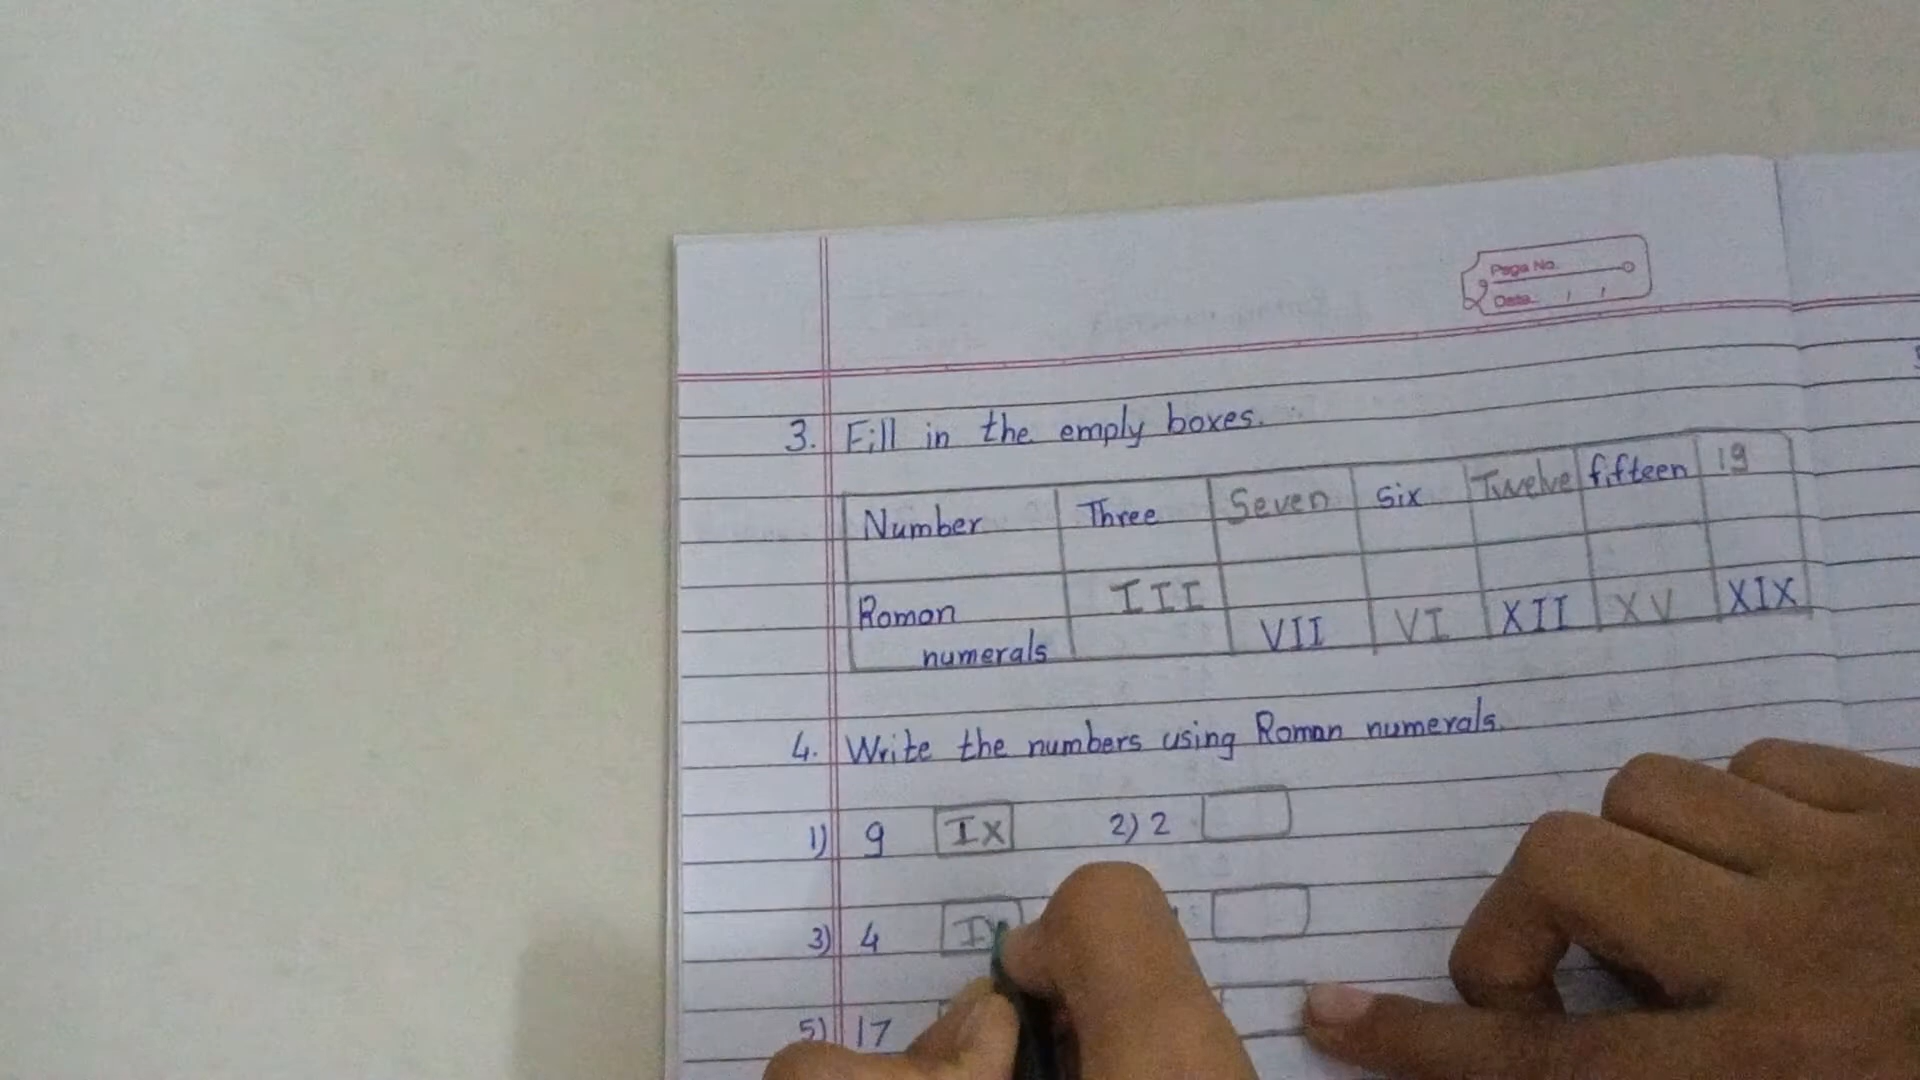 Page No.
Date / /
3. Fill in the emply boxes.
Number Three Seven six Twelve fifteen 19
Roman numerals III VII VI XII XV XIX
4. Write the numbers using Roman numerals.
1) 9 IX 2) 2
3) 4 IV
5) 17